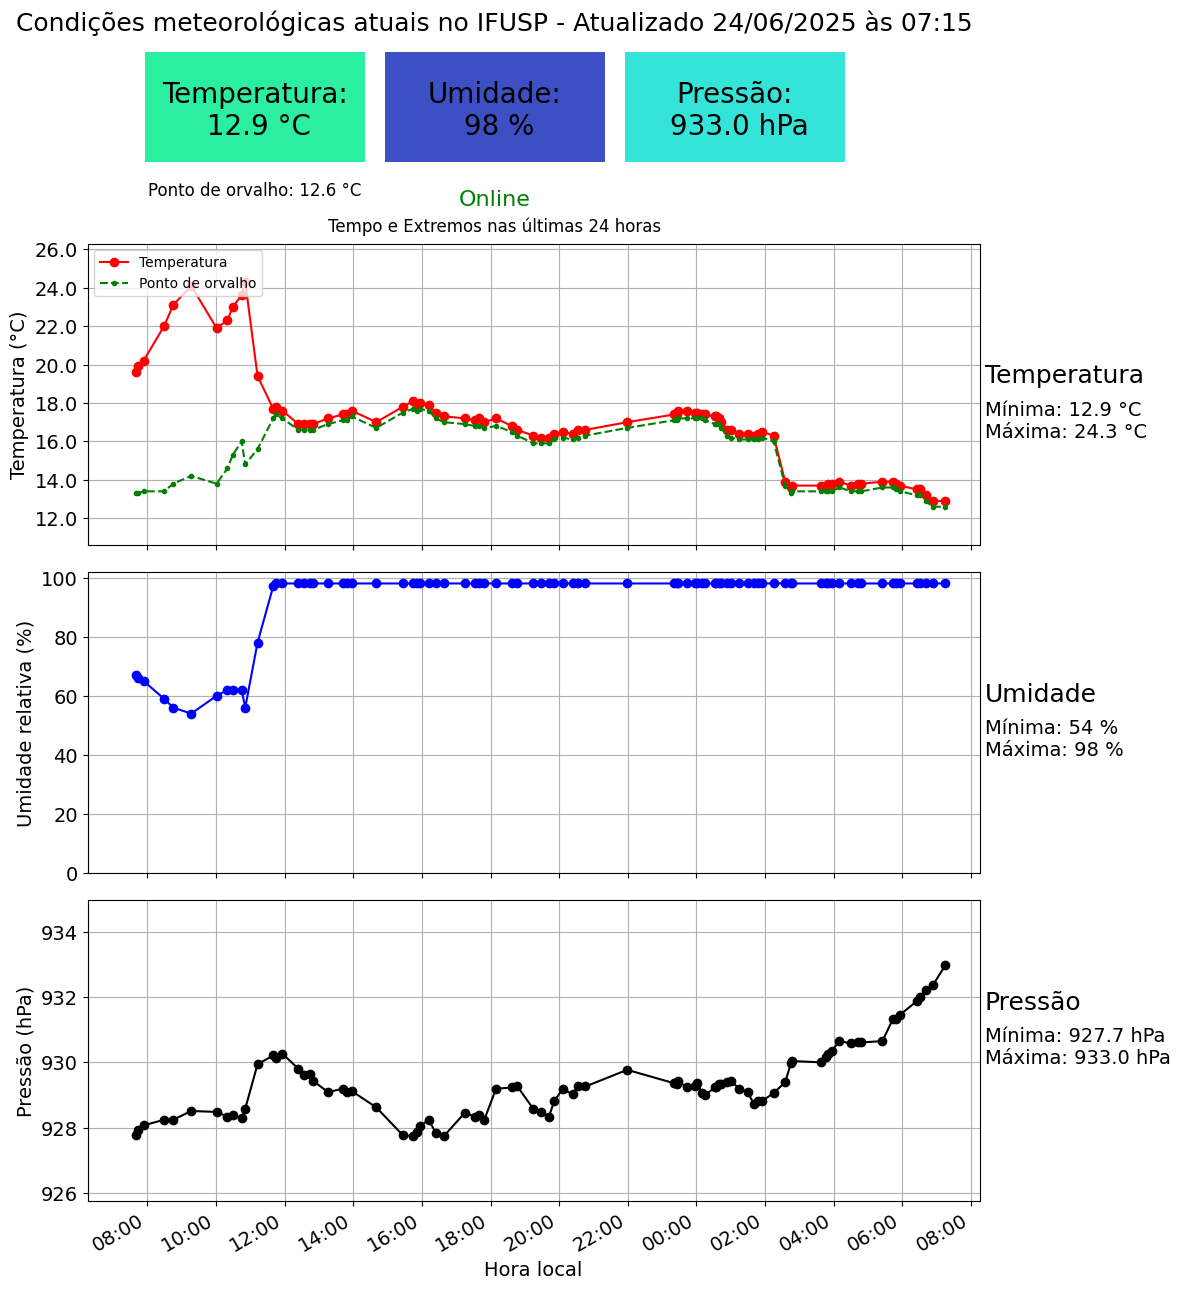 Condições meteorológicas atuais no IFUSP - Atualizado 24/06/2025 às 07:15
Temperatura:
12.9 °C
Umidade:
98 %
Pressão:
933.0 hPa
Ponto de orvalho: 12.6 °C
Online
Tempo e Extremos nas últimas 24 horas
Temperatura (°C)
26.0
24.0
22.0
20.0
18.0
16.0
14.0
12.0
Temperatura
Ponto de orvalho
Temperatura
Mínima: 12.9 °C
Máxima: 24.3 °C
Umidade relativa (%)
100
80
60
40
20
0
Umidade
Mínima: 54 %
Máxima: 98 %
Pressão (hPa)
934
932
930
928
926
Pressão
Mínima: 927.7 hPa
Máxima: 933.0 hPa
08:00 10:00 12:00 14:00 16:00 18:00 20:00 22:00 00:00 02:00 04:00 06:00 08:00
Hora local